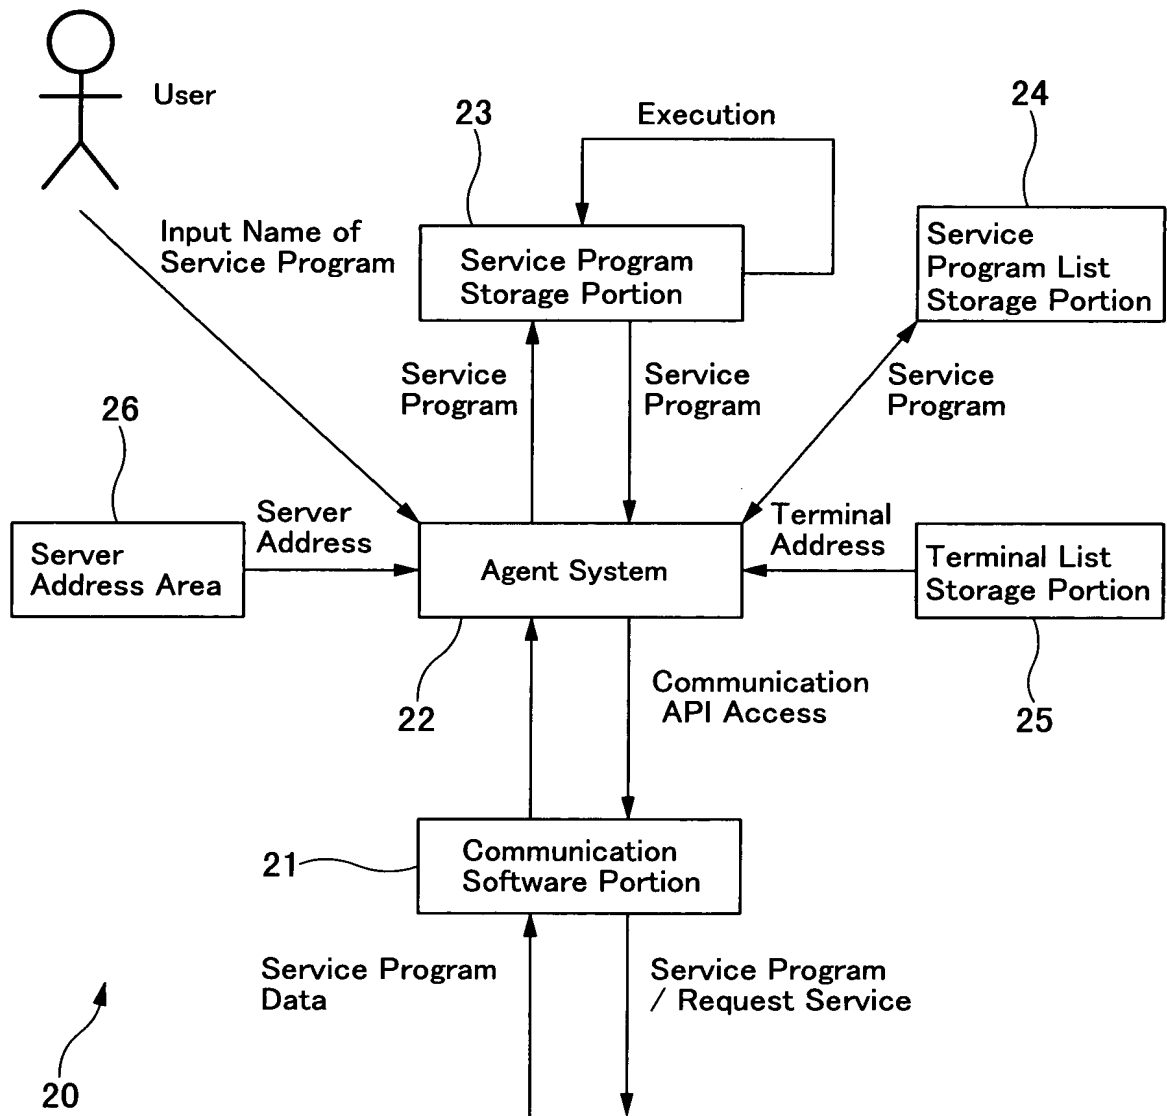 User
23
Execution
24
Input Name of
Service Program
Service Program
Storage Portion
Service
Program List
Storage Portion
Service
Program
Service
Program
Service
Program
26
Server
Address
Terminal
Address
Server
Address Area
Agent System
Terminal List
Storage Portion
22
Communication
API Access
25
21
Communication
Software Portion
Service Program
Data
Service Program
/ Request Service
20